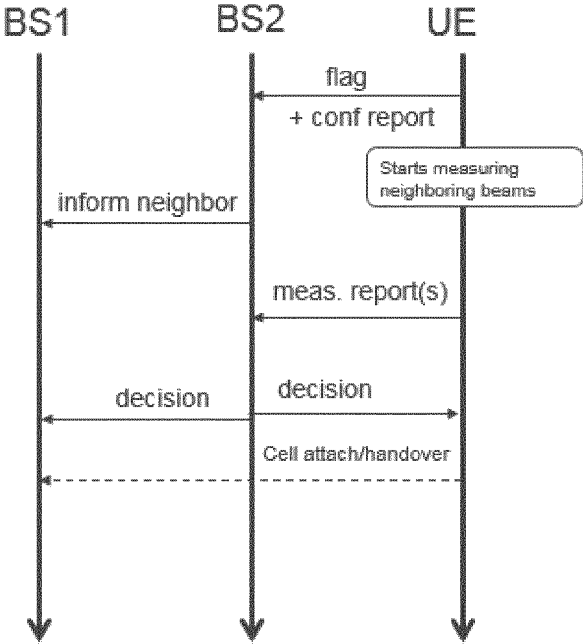 BS1
BS2
UE
flag
+ conf report
Starts measuring
neighboring beams
inform neighbor
meas. report(s)
decision
decision
Cell attach/handover